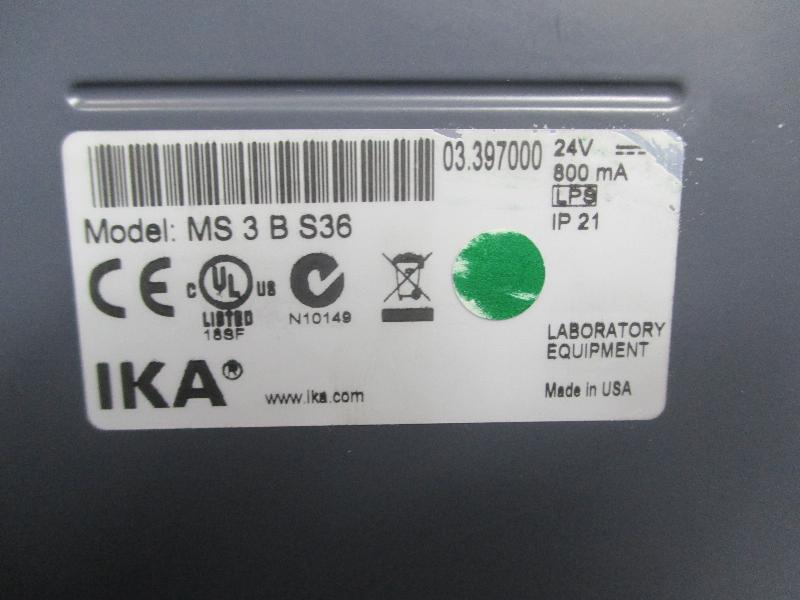 03.397000
24V
800 mA
LPS
IP 21
Model: MS 3 B S36
CE
c UL US
LISTED
18SF
N10149
LABORATORY
EQUIPMENT
IKA®
www.ika.com
Made in USA